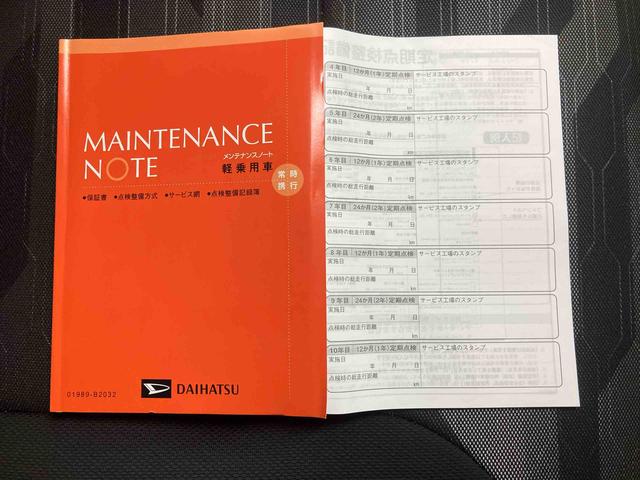 MAINTENANCE
NOTE
メンテナンスノート
軽乗用車
常時
携行
●保証書 ●点検整備方式 ●サービス網 ●点検整備記録簿
DAIHATSU
01989-B2032
4年目 12か月(1年)定期点検 サービス工場のスタンプ
実施日
年 月 日
点検時の総走行距離
km
5年目 24か月(2年)定期点検 サービス工場のスタンプ
実施日
年 月 日
点検時の総走行距離
km
6年目 12か月(1年)定期点検 サービス工場のスタンプ
実施日
年 月 日
点検時の総走行距離
km
7年目 24か月(2年)定期点検 サービス工場のスタンプ
実施日
年 月 日
点検時の総走行距離
km
8年目 12か月(1年)定期点検 サービス工場のスタンプ
実施日
年 月 日
点検時の総走行距離
km
9年目 24か月(2年)定期点検 サービス工場のスタンプ
実施日
年 月 日
点検時の総走行距離
km
10年目 12か月(1年)定期点検 サービス工場のスタンプ
実施日
年 月 日
点検時の総走行距離
km